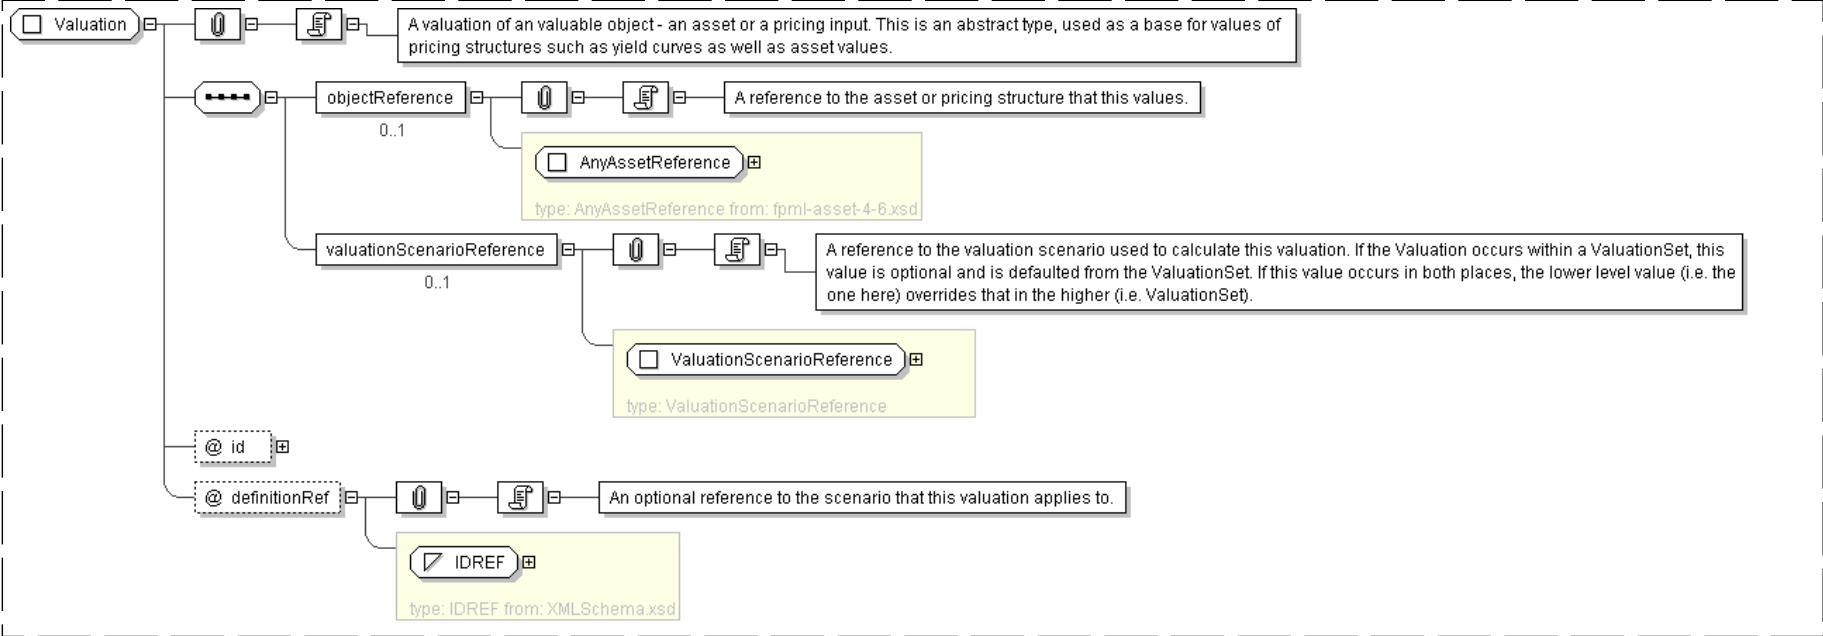 Valuation
A valuation of an valuable object - an asset or a pricing input. This is an abstract type, used as a base for values of
pricing structures such as yield curves as well as asset values.
objectReference
0..1
A reference to the asset or pricing structure that this values.
AnyAssetReference
type: AnyAssetReference from: fpml-asset-4-6.xsd
valuationScenarioReference
0..1
A reference to the valuation scenario used to calculate this valuation. If the Valuation occurs within a ValuationSet, this
value is optional and is defaulted from the ValuationSet. If this value occurs in both places, the lower level value (i.e. the
one here) overrides that in the higher (i.e. ValuationSet).
ValuationScenarioReference
type: ValuationScenarioReference
@ id
@ definitionRef
An optional reference to the scenario that this valuation applies to.
IDREF
type: IDREF from: XMLSchema.xsd